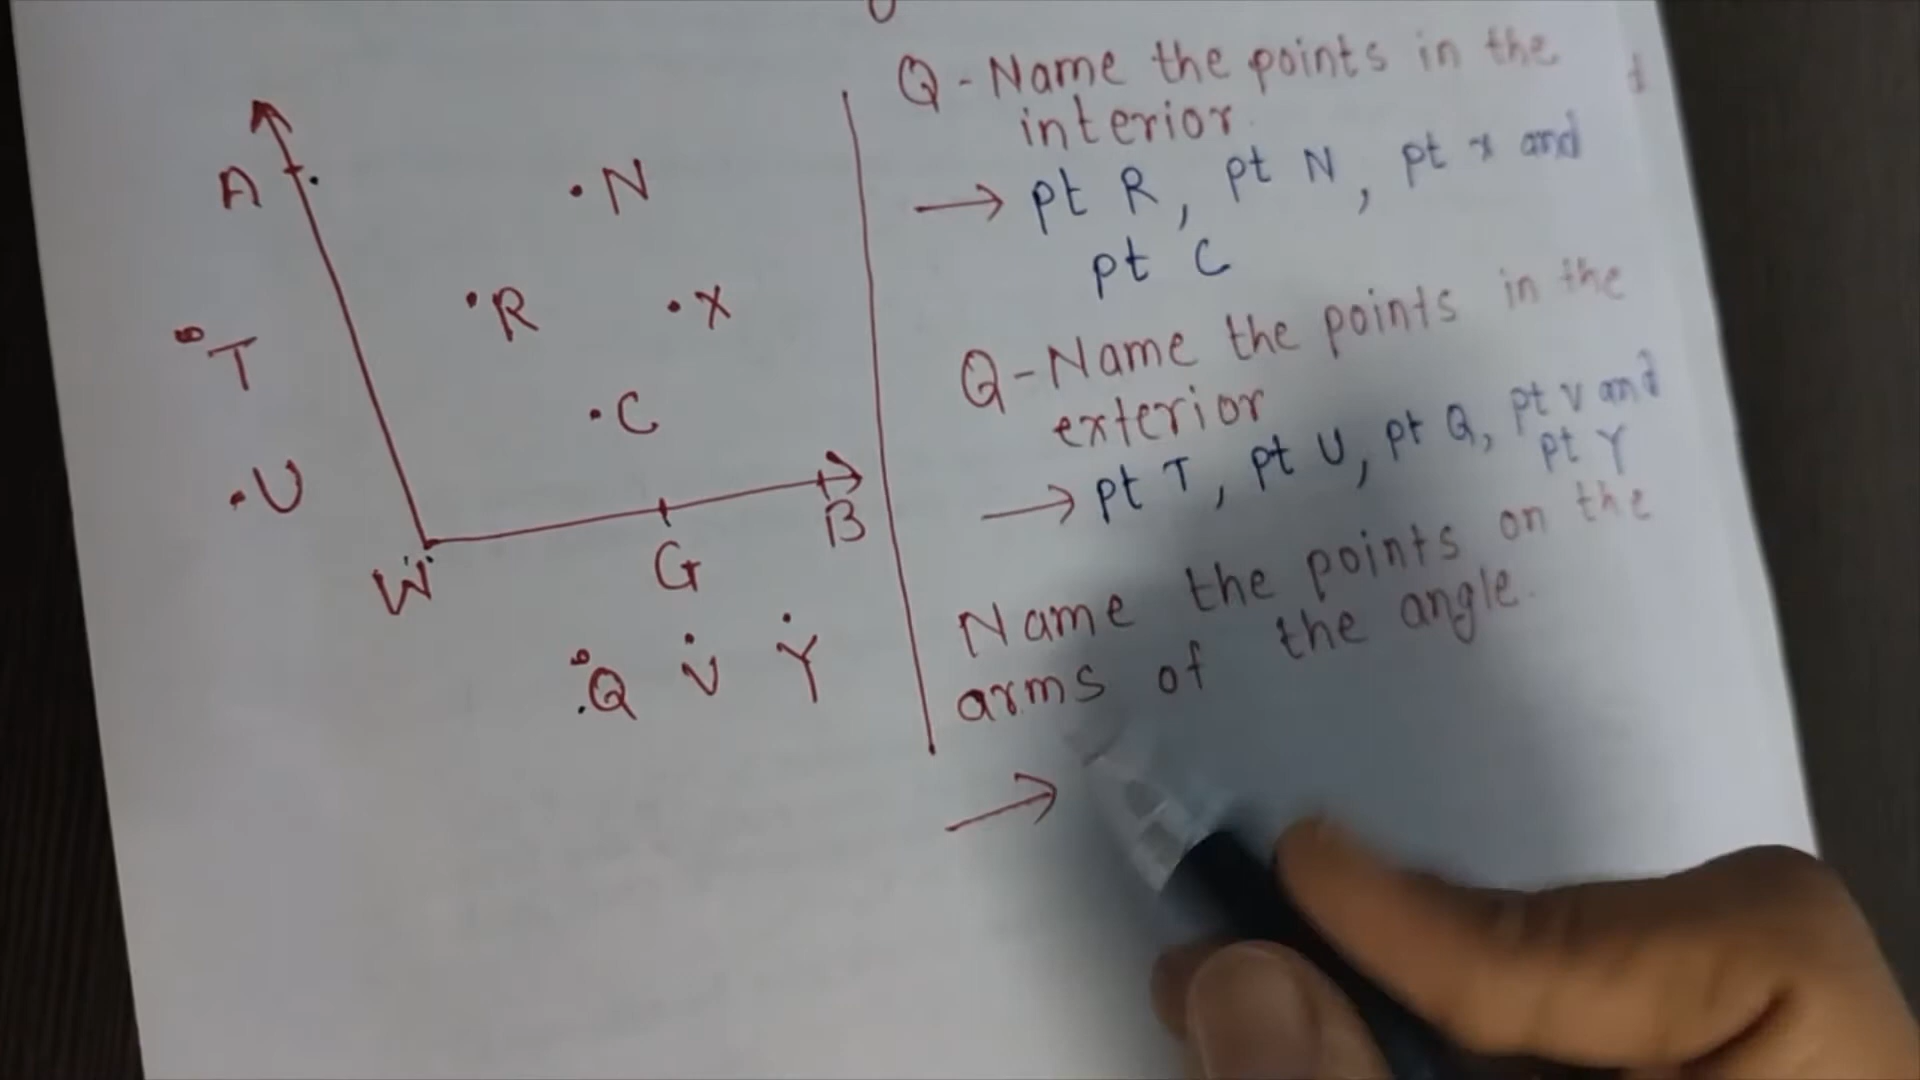 A
N
R
X
T
C
U
B
W
G
Q
V
Y
Q - Name the points in the
interior
→ pt R, pt N, pt x and
pt C
Q - Name the points in the
exterior
→ pt T, pt U, pt Q, pt V and
pt Y
Name the points on the
arms of the angle.
→